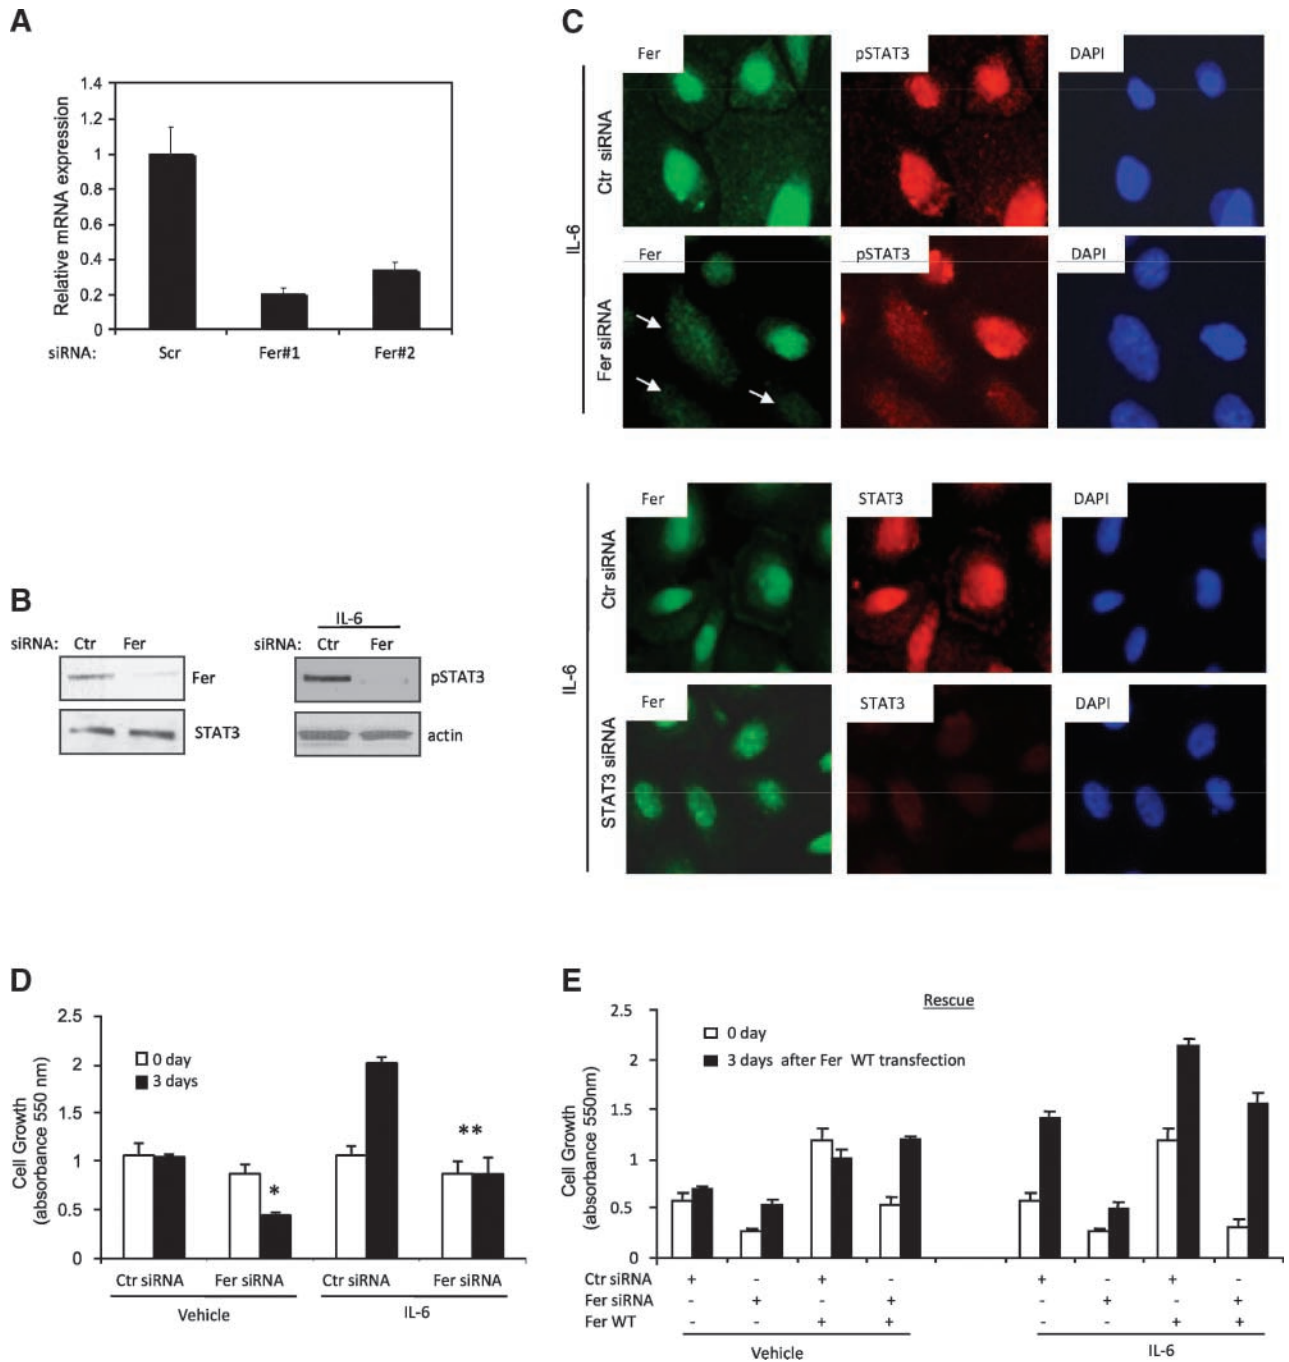 A
1.4
1.2
1
0.8
0.6
0.4
0.2
0
Relative mRNA expression
siRNA: Scr Fer#1 Fer#2
B
siRNA: Ctr Fer
Fer
STAT3
IL-6
siRNA: Ctr Fer
pSTAT3
actin
C
IL-6
Ctr siRNA
Fer pSTAT3 DAPI
Fer siRNA
Fer pSTAT3 DAPI
IL-6
Ctr siRNA
Fer STAT3 DAPI
STAT3 siRNA
Fer STAT3 DAPI
D
2.5
2
1.5
1
0.5
0
Cell Growth
(absorbance 550 nm)
0 day
3 days
*
**
Ctr siRNA Fer siRNA Ctr siRNA Fer siRNA
Vehicle IL-6
E
Rescue
2.5
2
1.5
1
0.5
0
Cell Growth
(absorbance 550nm)
0 day
3 days after Fer WT transfection
Ctr siRNA + - + - + - + -
Fer siRNA - + - + - + - +
Fer WT - - + + - - + +
Vehicle IL-6